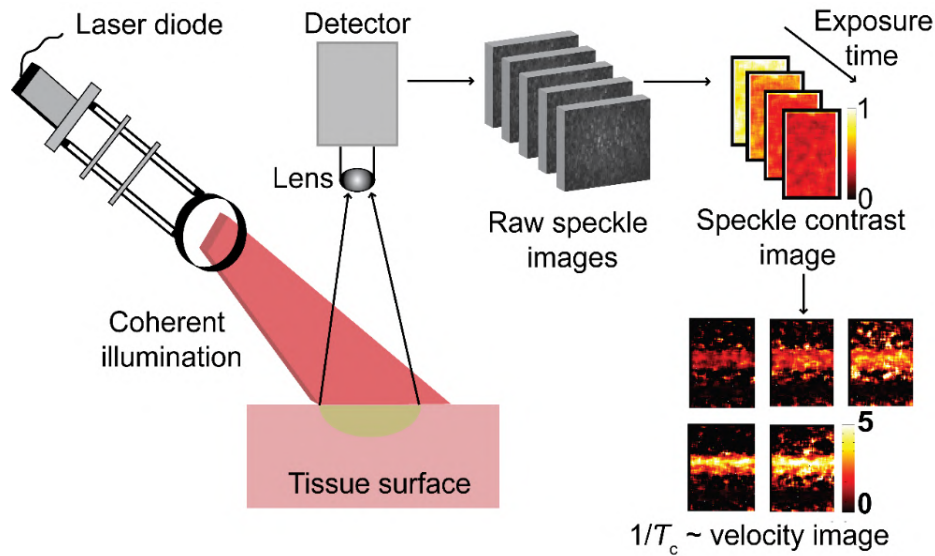 Laser diode
Detector
Exposure
time
1
0
Lens
Raw speckle
images
Speckle contrast
image
Coherent
illumination
5
0
Tissue surface
1/Tc ~ velocity image